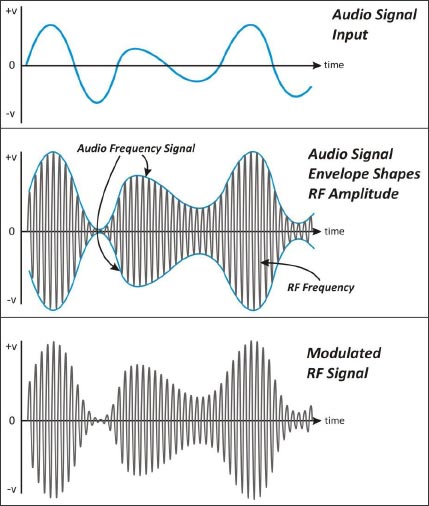 +v
Audio Signal
Input
0
time
-v
Audio Frequency Signal
+v
Audio Signal
Envelope Shapes
RF Amplitude
0
time
RF Frequency
-v
+v
Modulated
RF Signal
0
time
-v